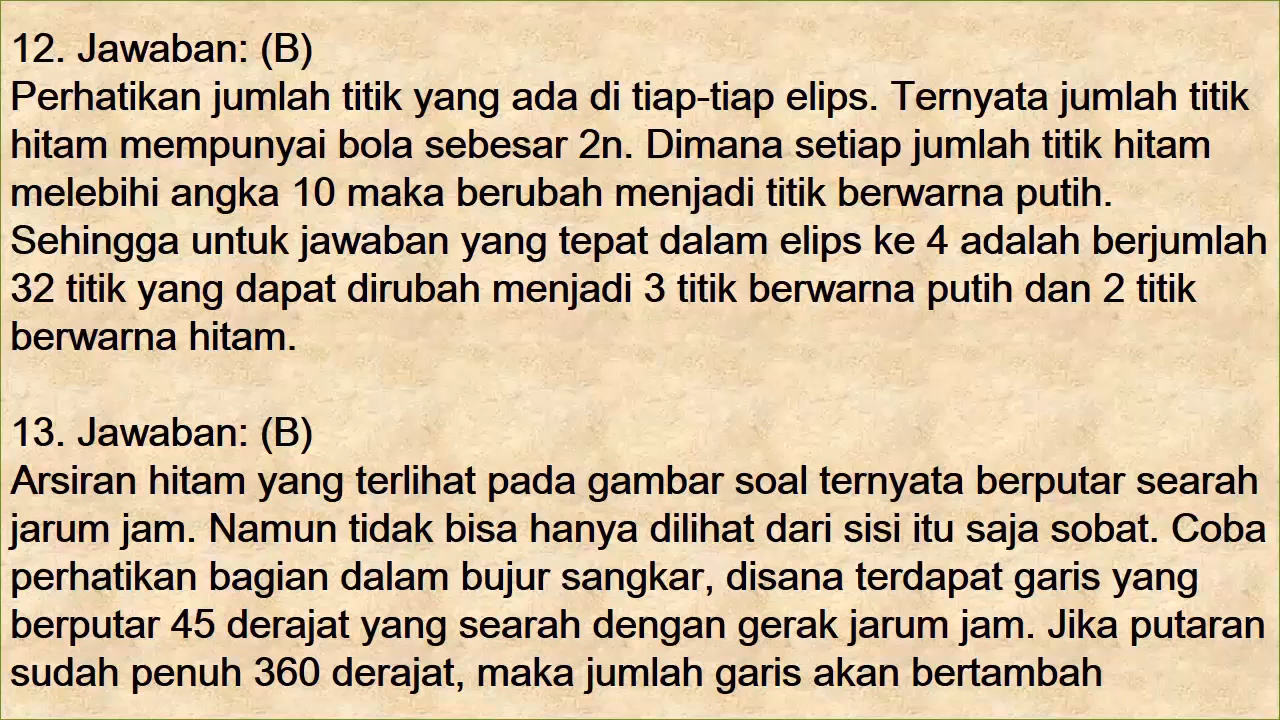 12. Jawaban: (B)
Perhatikan jumlah titik yang ada di tiap-tiap elips. Ternyata jumlah titik
hitam mempunyai bola sebesar 2n. Dimana setiap jumlah titik hitam
melebihi angka 10 maka berubah menjadi titik berwarna putih.
Sehingga untuk jawaban yang tepat dalam elips ke 4 adalah berjumlah
32 titik yang dapat dirubah menjadi 3 titik berwarna putih dan 2 titik
berwarna hitam.
13. Jawaban: (B)
Arsiran hitam yang terlihat pada gambar soal ternyata berputar searah
jarum jam. Namun tidak bisa hanya dilihat dari sisi itu saja sobat. Coba
perhatikan bagian dalam bujur sangkar, disana terdapat garis yang
berputar 45 derajat yang searah dengan gerak jarum jam. Jika putaran
sudah penuh 360 derajat, maka jumlah garis akan bertambah